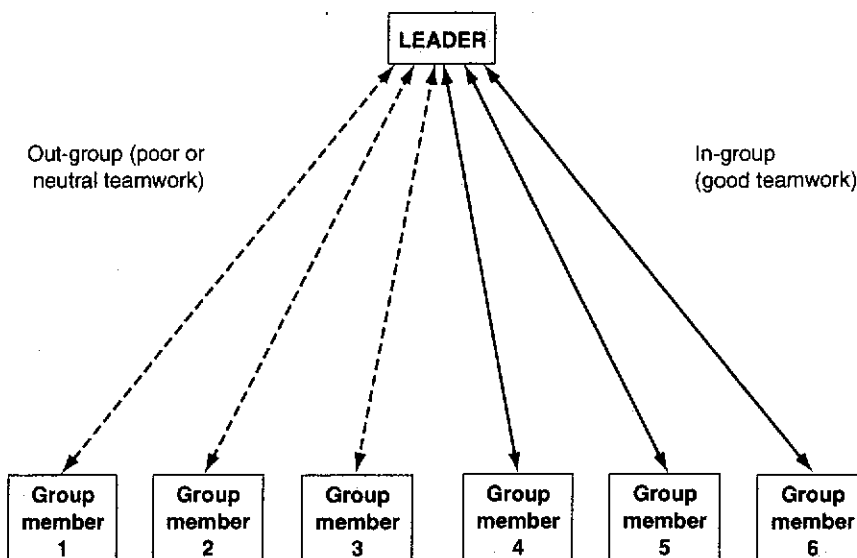 LEADER
Out-group (poor or
neutral teamwork)
In-group
(good teamwork)
Group
member
1
Group
member
2
Group
member
3
Group
member
4
Group
member
5
Group
member
6